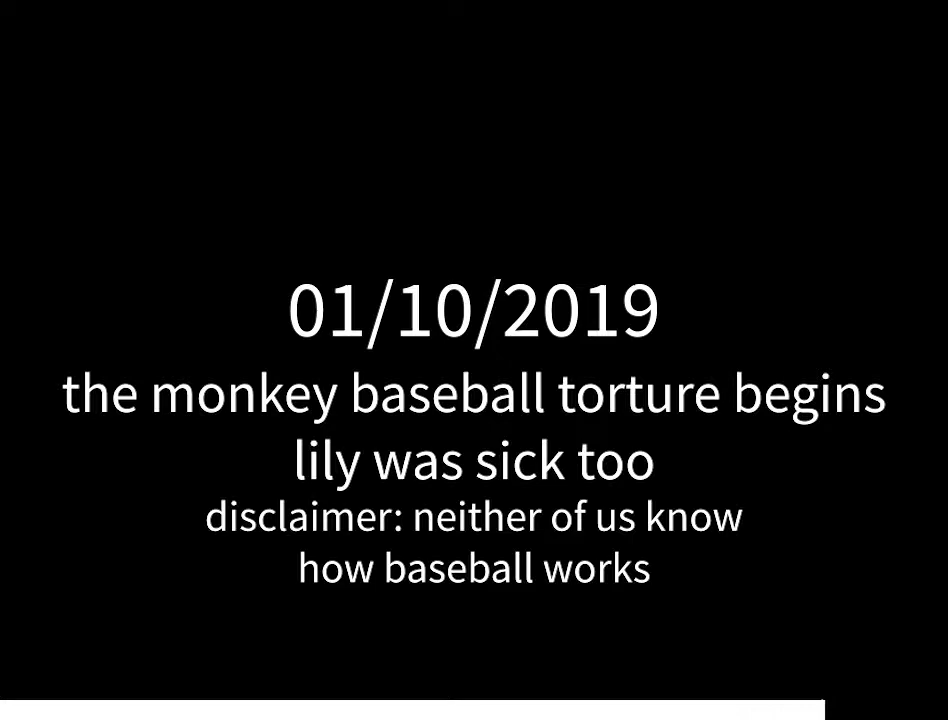 01/10/2019
the monkey baseball torture begins
lily was sick too
disclaimer: neither of us know
how baseball works